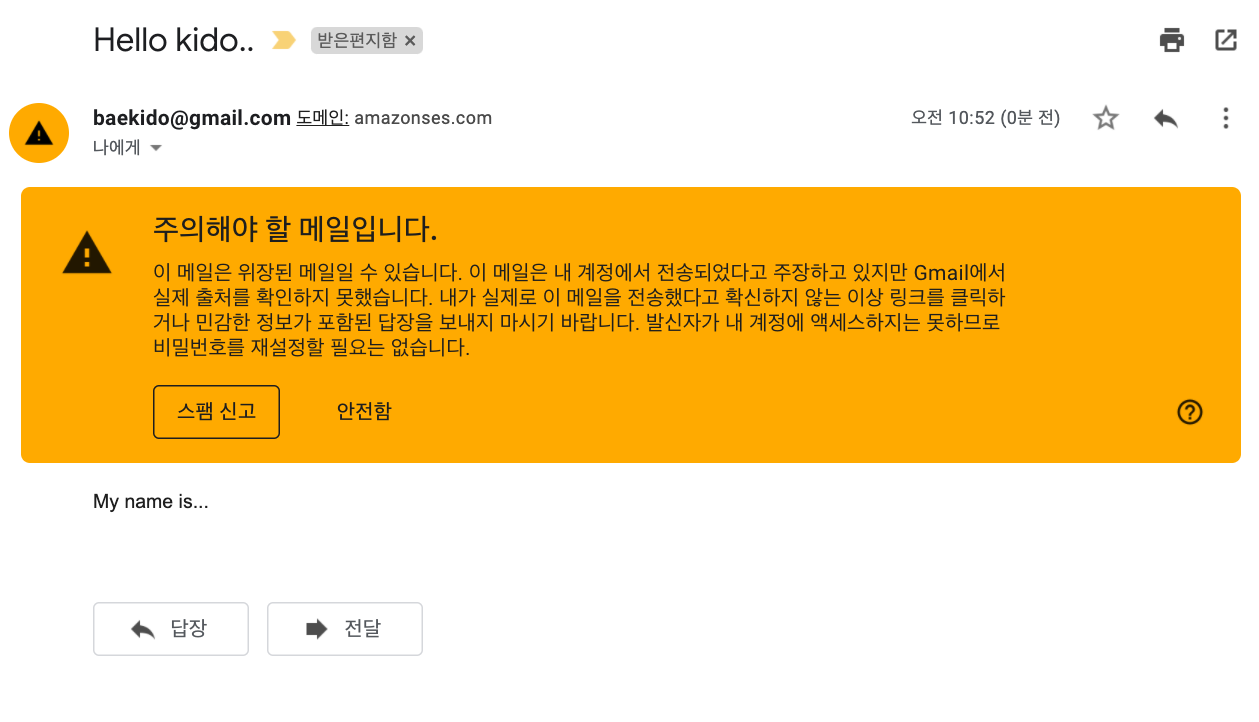 Hello kido..
받은편지함 ×
baekido@gmail.com 도메인: amazonses.com
오전 10:52 (0분 전)
나에게
주의해야 할 메일입니다.
이 메일은 위장된 메일일 수 있습니다. 이 메일은 내 계정에서 전송되었다고 주장하고 있지만 Gmail에서
실제 출처를 확인하지 못했습니다. 내가 실제로 이 메일을 전송했다고 확신하지 않는 이상 링크를 클릭하
거나 민감한 정보가 포함된 답장을 보내지 마시기 바랍니다. 발신자가 내 계정에 액세스하지는 못하므로
비밀번호를 재설정할 필요는 없습니다.
스팸 신고
안전함
My name is...
답장
전달